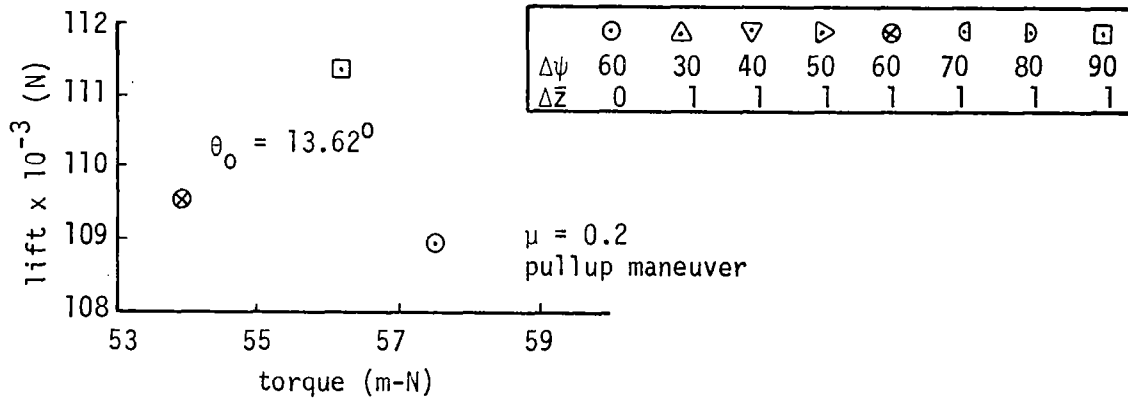 112
111
110
109
108
lift x 10⁻³ (N)
θ₀ = 13.62⁰
53 55 57 59
torque (m-N)
μ = 0.2
pullup maneuver
Δψ 60 30 40 50 60 70 80 90
Δz̄ 0 1 1 1 1 1 1 1